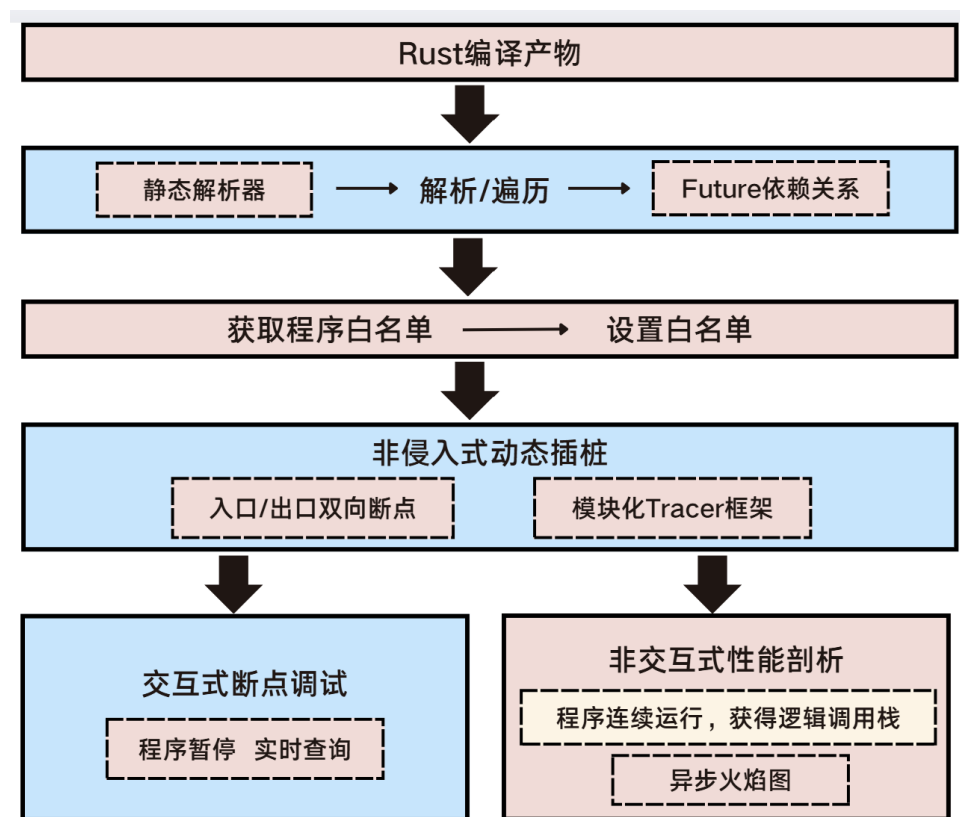 Rust编译产物
静态解析器 解析/遍历 Future依赖关系
获取程序白名单 设置白名单
非侵入式动态插桩
入口/出口双向断点 模块化Tracer框架
交互式断点调试
程序暂停 实时查询
非交互式性能剖析
程序连续运行，获得逻辑调用栈
异步火焰图